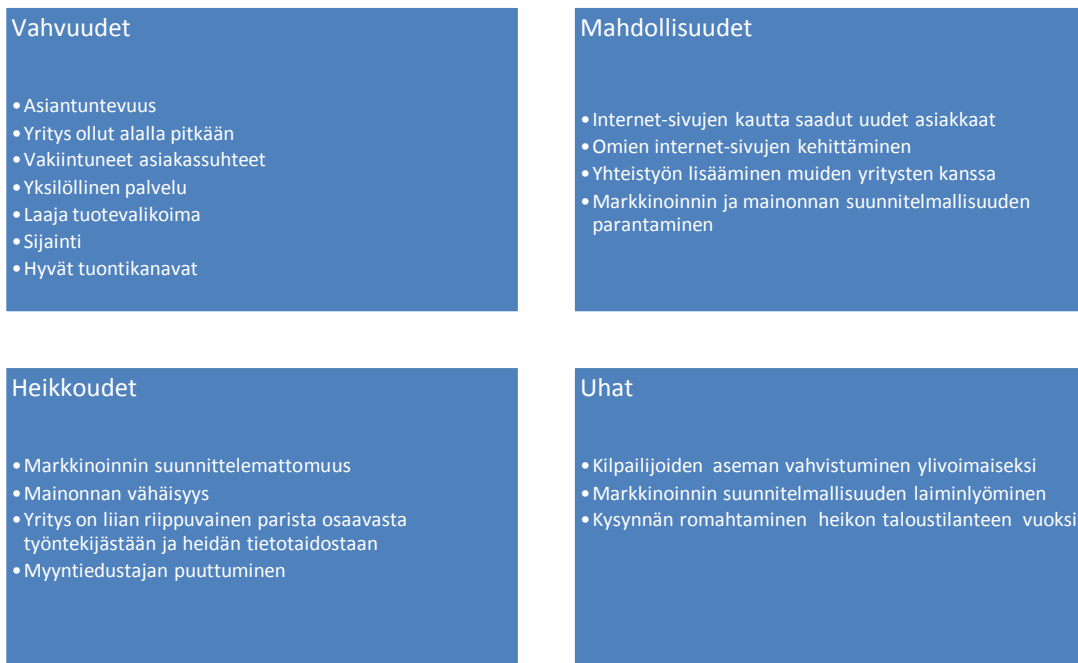 Vahvuudet
•Asiantuntevuus
•Yritys ollut alalla pitkään
•Vakiintuneet asiakassuhteet
•Yksilöllinen palvelu
•Laaja tuotevalikoima
•Sijainti
•Hyvät tuontikanavat
Mahdollisuudet
•Internet-sivujen kautta saadut uudet asiakkaat
•Omien internet-sivujen kehittäminen
•Yhteistyön lisääminen muiden yritysten kanssa
•Markkinoinnin ja mainonnan suunnitelmallisuuden
parantaminen
Heikkoudet
•Markkinoinnin suunnittelemattomuus
•Mainonnan vähäisyys
•Yritys on liian riippuvainen parista osaavasta
työntekijästään ja heidän tietotaidostaan
•Myyntiedustajan puuttuminen
Uhat
•Kilpailijoiden aseman vahvistuminen ylivoimaiseksi
•Markkinoinnin suunnitelmallisuuden laiminlyöminen
•Kysynnän romahtaminen heikon taloustilanteen vuoksi